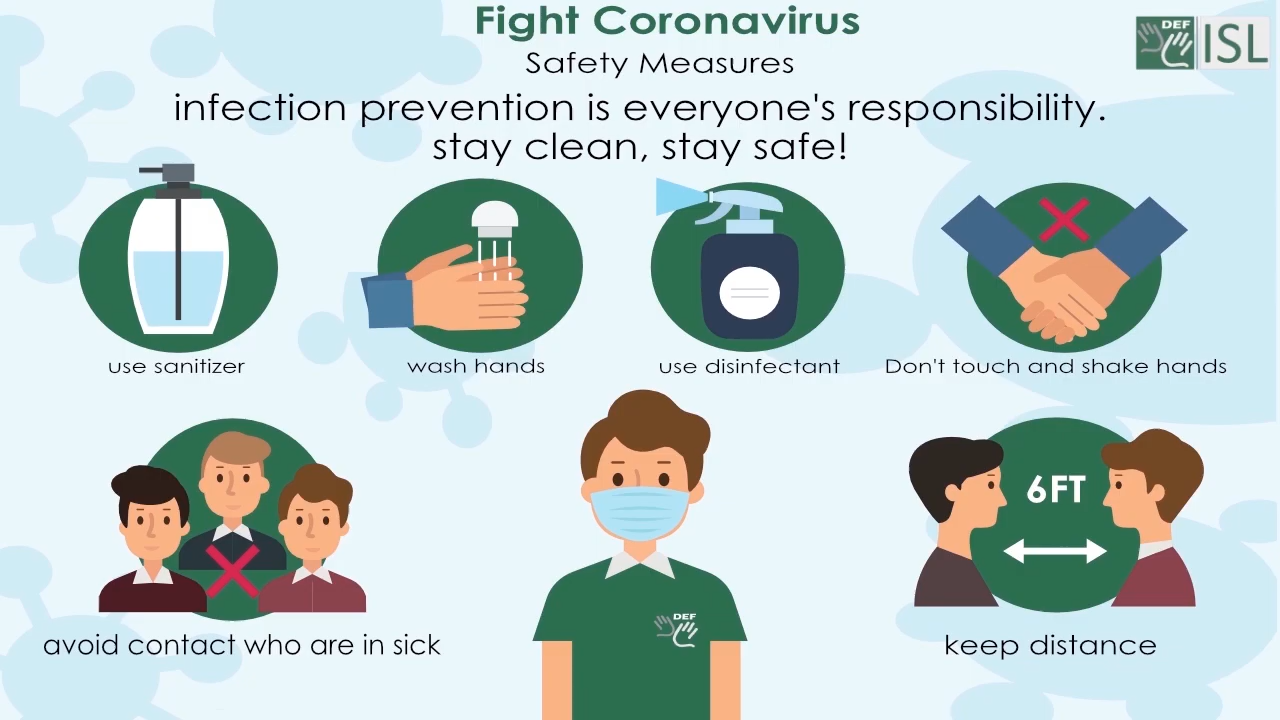 Fight Coronavirus
DEF
ISL
Safety Measures
infection prevention is everyone's responsibility.
stay clean, stay safe!
use sanitizer
wash hands
use disinfectant
Don't touch and shake hands
6FT
DEF
avoid contact who are in sick
keep distance